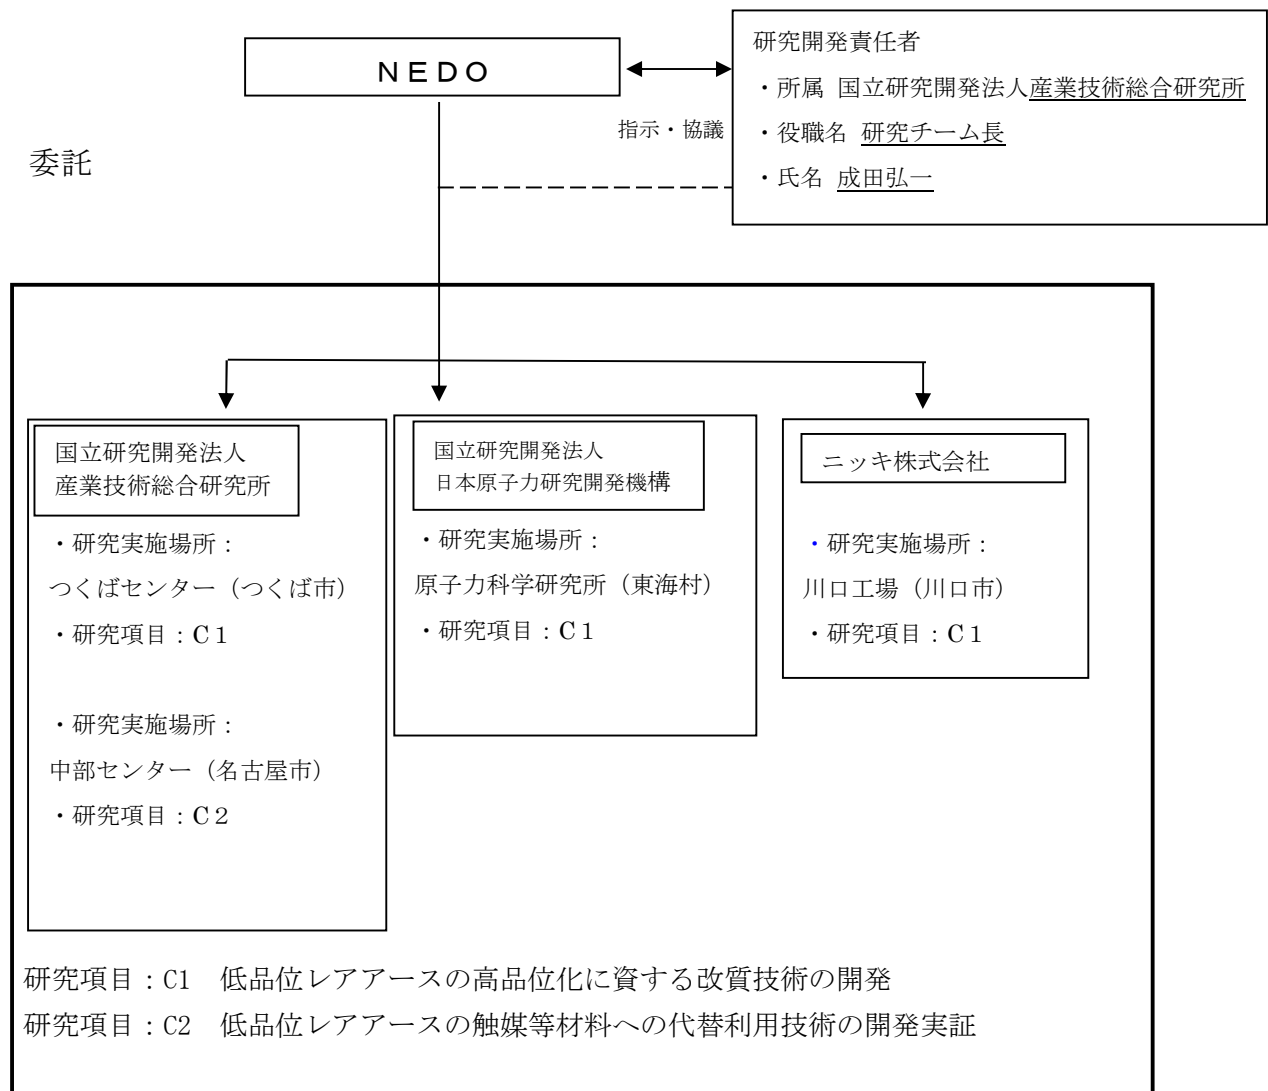 NEDO
研究開発責任者
・所属 国立研究開発法人産業技術総合研究所
・役職名 研究チーム長
・氏名 成田弘一
指示・協議
委託
国立研究開発法人
産業技術総合研究所
・研究実施場所：
つくばセンター（つくば市）
・研究項目：C１
・研究実施場所：
中部センター（名古屋市）
・研究項目：C２
国立研究開発法人
日本原子力研究開発機構
・研究実施場所：
原子力科学研究所（東海村）
・研究項目：C１
ニッキ株式会社
・研究実施場所：
川口工場（川口市）
・研究項目：C１
研究項目：C1　低品位レアアースの高品位化に資する改質技術の開発
研究項目：C2　低品位レアアースの触媒等材料への代替利用技術の開発実証